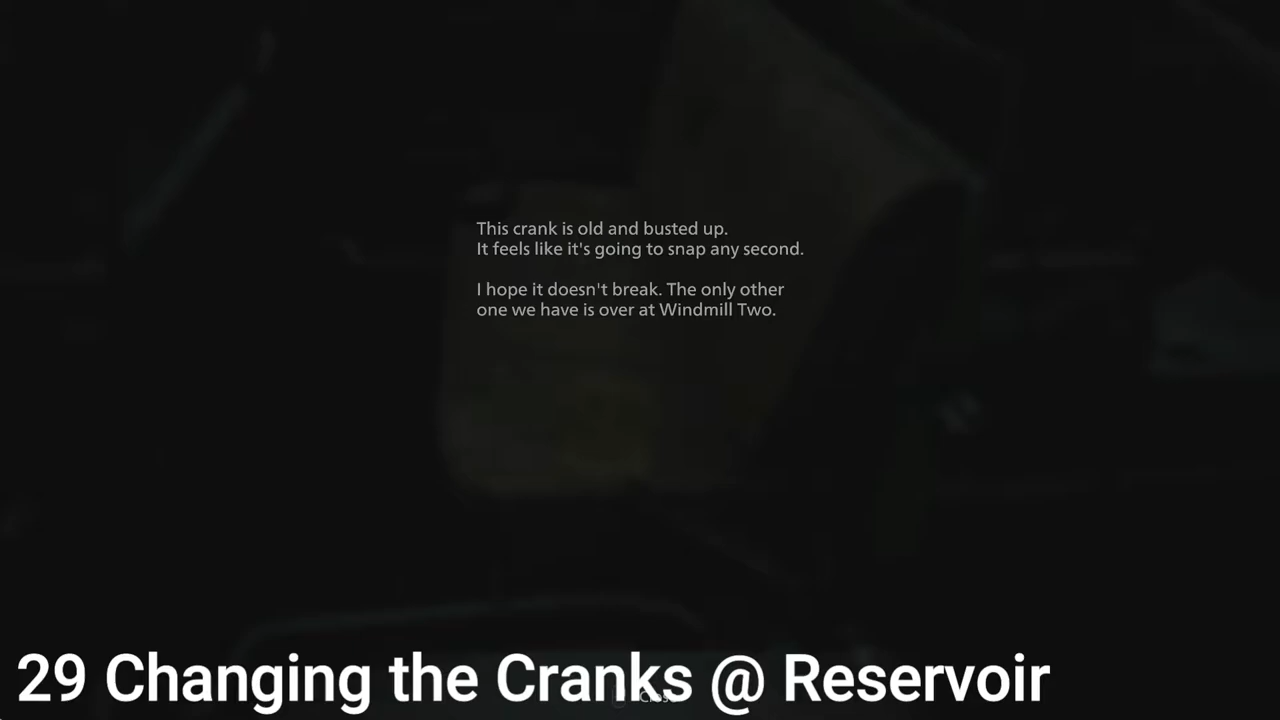 This crank is old and busted up.
It feels like it's going to snap any second.
I hope it doesn't break. The only other
one we have is over at Windmill Two.
29 Changing the Cranks @ Reservoir